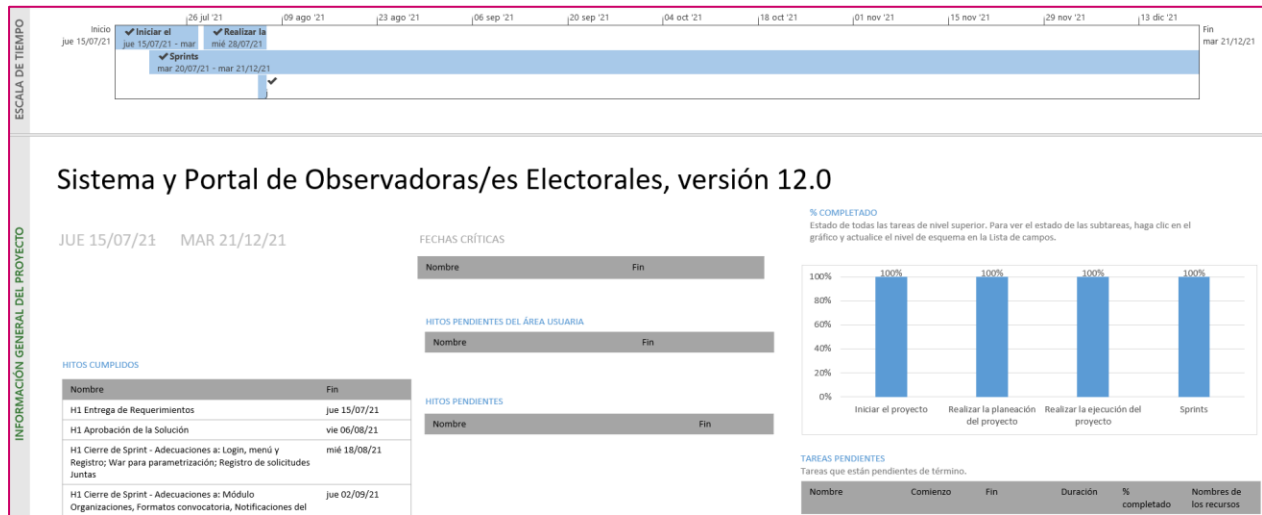 26 jul '21 09 ago '21 23 ago '21 06 sep '21 20 sep '21 04 oct '21 18 oct '21 01 nov '21 15 nov '21 29 nov '21 13 dic '21
ESCALA DE TIEMPO
Inicio
jue 15/07/21
Iniciar el
jue 15/07/21 - mar
Realizar la
mié 28/07/21
Sprints
mar 20/07/21 - mar 21/12/21
Fin
mar 21/12/21
INFORMACIÓN GENERAL DEL PROYECTO
Sistema y Portal de Observadoras/es Electorales, versión 12.0
JUE 15/07/21 MAR 21/12/21
HITOS CUMPLIDOS
Nombre Fin
H1 Entrega de Requerimientos jue 15/07/21
H1 Aprobación de la Solución vie 06/08/21
H1 Cierre de Sprint - Adecuaciones a: Login, menú y mié 18/08/21
Registro; War para parametrización; Registro de solicitudes
Juntas
H1 Cierre de Sprint - Adecuaciones a: Módulo jue 02/09/21
Organizaciones, Formatos convocatoria, Notificaciones del
FECHAS CRÍTICAS
Nombre Fin
HITOS PENDIENTES DEL ÁREA USUARIA
Nombre Fin
HITOS PENDIENTES
Nombre Fin
% COMPLETADO
Estado de todas las tareas de nivel superior. Para ver el estado de las subtareas, haga clic en el
gráfico y actualice el nivel de esquema en la Lista de campos.
100% 100% 100% 100%
100%
80%
60%
40%
20%
0%
Iniciar el proyecto Realizar la planeación Realizar la ejecución del Sprints
del proyecto proyecto
TAREAS PENDIENTES
Tareas que están pendientes de término.
Nombre Comienzo Fin Duración % Nombres de
completado los recursos